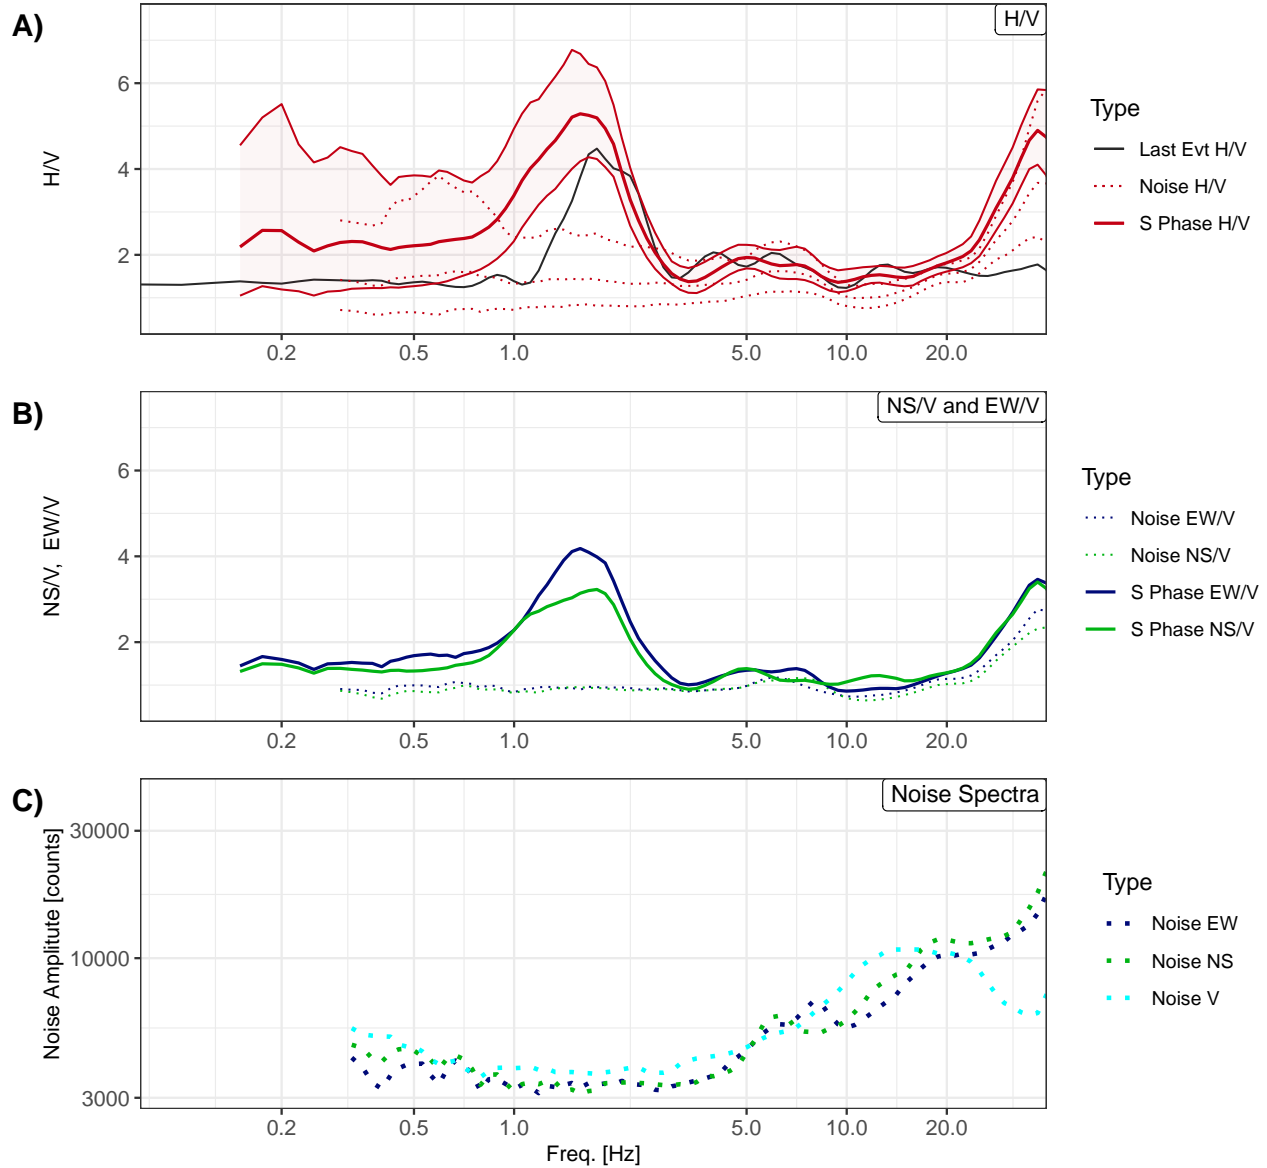 A)
H/V
H/V
6
4
2
0.2
0.5
1.0
5.0
10.0
20.0
Type
Last Evt H/V
Noise H/V
S Phase H/V
B)
NS/V and EW/V
NS/V, EW/V
6
4
2
0.2
0.5
1.0
5.0
10.0
20.0
Type
Noise EW/V
Noise NS/V
S Phase EW/V
S Phase NS/V
C)
Noise Spectra
Noise Amplitute [counts]
30000
10000
3000
0.2
0.5
1.0
5.0
10.0
20.0
Freq. [Hz]
Type
Noise EW
Noise NS
Noise V